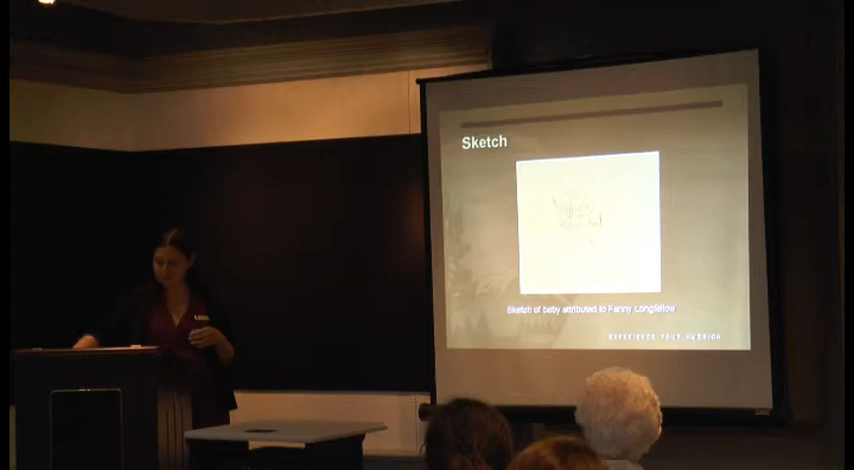 Sketch
Sketch of baby attributed to Fanny Longfellow
EXPERIENCE YOUR AMERICA